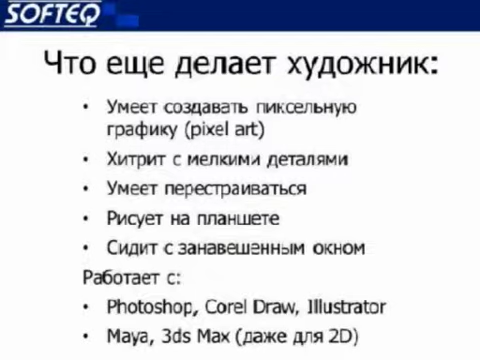 SOFTEQ
Что еще делает художник:
• Умеет создавать пиксельную
графику (pixel art)
• Хитрит с мелкими деталями
• Умеет перестраиваться
• Рисует на планшете
• Сидит с занавешенным окном
Работает с:
• Photoshop, Corel Draw, Illustrator
• Maya, 3ds Max (даже для 2D)